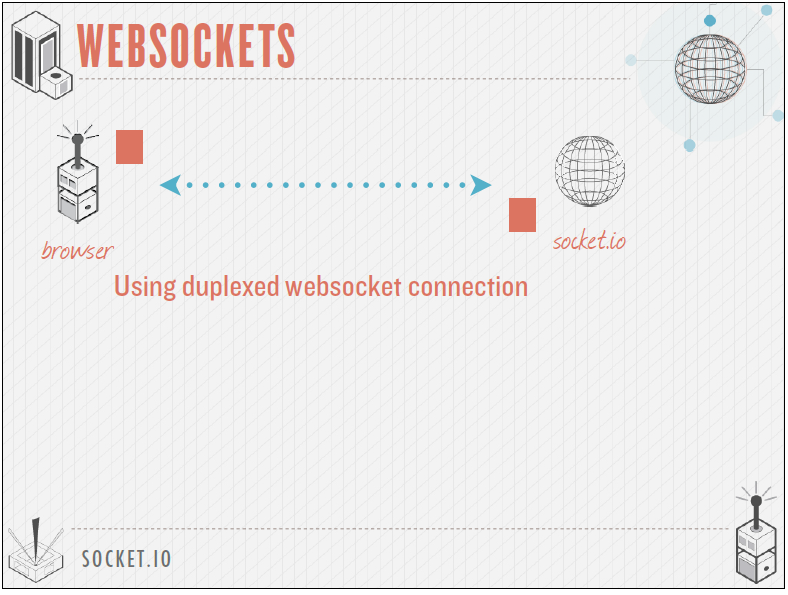 WEBSOCKETS
browser
socket.io
Using duplexed websocket connection
SOCKET.IO